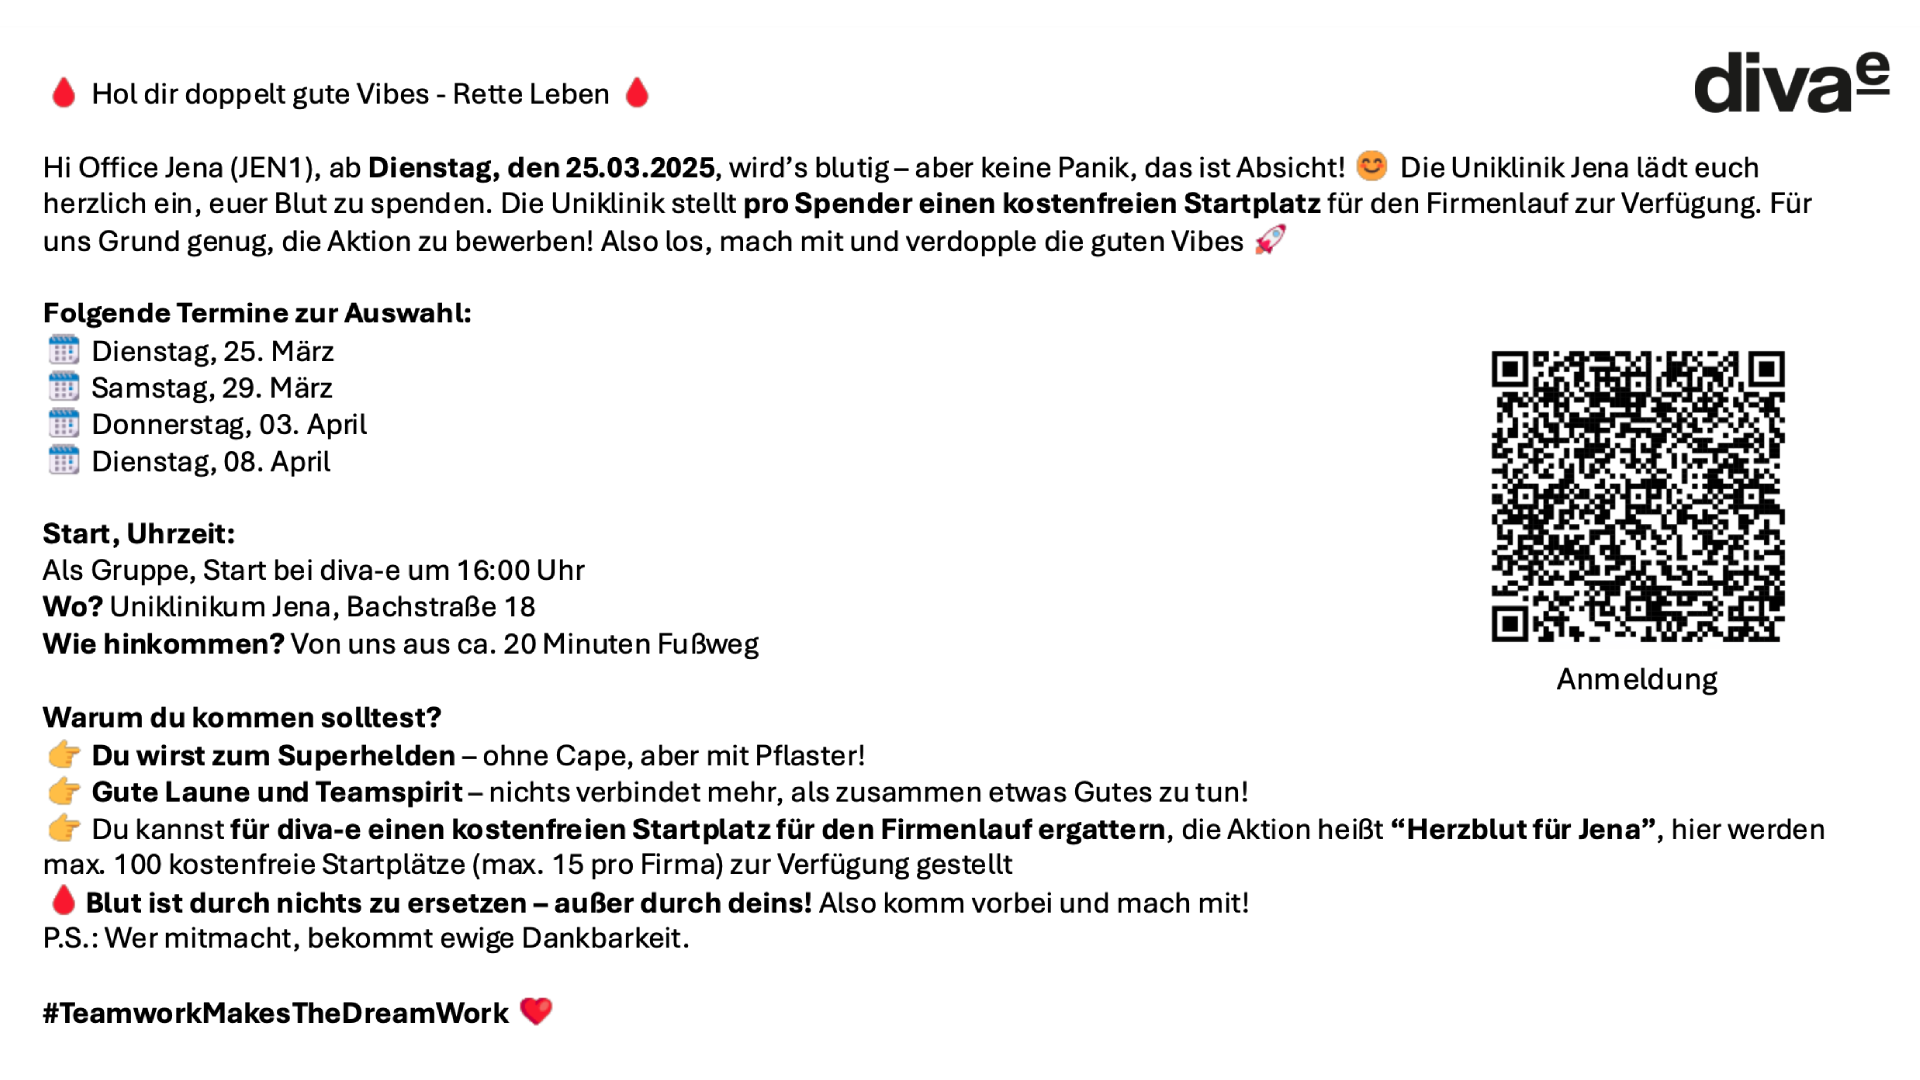 divae
🩸 Hol dir doppelt gute Vibes - Rette Leben 🩸
Hi Office Jena (JEN1), ab Dienstag, den 25.03.2025, wird’s blutig – aber keine Panik, das ist Absicht! 😊 Die Uniklinik Jena lädt euch
herzlich ein, euer Blut zu spenden. Die Uniklinik stellt pro Spender einen kostenfreien Startplatz für den Firmenlauf zur Verfügung. Für
uns Grund genug, die Aktion zu bewerben! Also los, mach mit und verdopple die guten Vibes 🚀
Folgende Termine zur Auswahl:
🗓️ Dienstag, 25. März
🗓️ Samstag, 29. März
🗓️ Donnerstag, 03. April
🗓️ Dienstag, 08. April
Start, Uhrzeit:
Als Gruppe, Start bei diva-e um 16:00 Uhr
Wo? Uniklinikum Jena, Bachstraße 18
Wie hinkommen? Von uns aus ca. 20 Minuten Fußweg
Anmeldung
Warum du kommen solltest?
👉 Du wirst zum Superhelden – ohne Cape, aber mit Pflaster!
👉 Gute Laune und Teamspirit – nichts verbindet mehr, als zusammen etwas Gutes zu tun!
👉 Du kannst für diva-e einen kostenfreien Startplatz für den Firmenlauf ergattern, die Aktion heißt “Herzblut für Jena”, hier werden
max. 100 kostenfreie Startplätze (max. 15 pro Firma) zur Verfügung gestellt
🩸 Blut ist durch nichts zu ersetzen – außer durch deins! Also komm vorbei und mach mit!
P.S.: Wer mitmacht, bekommt ewige Dankbarkeit.
#TeamworkMakesTheDreamWork ❤️